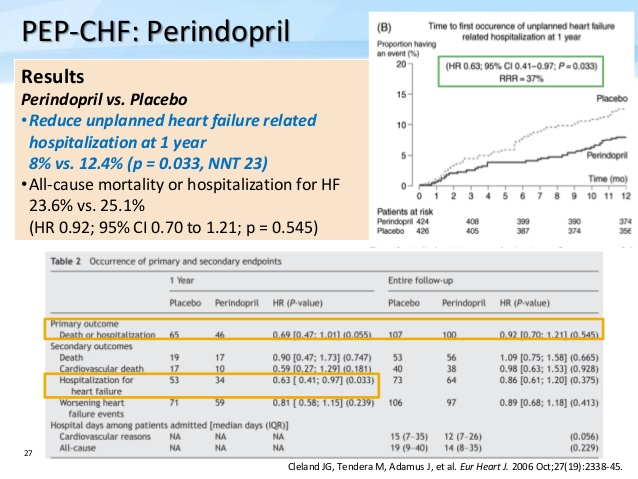 PEP-CHF: Perindopril
Results
Perindopril vs. Placebo
•Reduce unplanned heart failure related
hospitalization at 1 year
8% vs. 12.4% (p = 0.033, NNT 23)
•All-cause mortality or hospitalization for HF
23.6% vs. 25.1%
(HR 0.92; 95% CI 0.70 to 1.21; p = 0.545)
(B) Time to first occurence of unplanned heart failure
related hospitalization at 1 year
Proportion having
an event (%)
20
(HR 0.63; 95% CI 0.41–0.97; P = 0.033)
RRR = 37%
Placebo
15
10
Perindopril
5
0
Time (mo)
0 1 2 3 4 5 6 7 8 9 10 11 12
Patients at risk
Perindopril 424 408 399 390 374
Placebo 426 405 387 374 356
Table 2 Occurrence of primary and secondary endpoints
1 Year Entire follow-up
Placebo Perindopril HR (P-value) Placebo Perindopril HR (P-value)
Primary outcome
Death or hospitalization 65 46 0.69 [0.47; 1.01] (0.055) 107 100 0.92 [0.70; 1.21] (0.545)
Secondary outcomes
Death 19 17 0.90 [0.47; 1.73] (0.747) 53 56 1.09 [0.75; 1.58] (0.665)
Cardiovascular death 17 10 0.59 [0.27; 1.29] (0.181) 40 38 0.98 [0.63; 1.53] (0.928)
Hospitalization for 53 34 0.63 [ 0.41; 0.97] (0.033) 73 64 0.86 [0.61; 1.20] (0.375)
heart failure
Worsening heart 71 59 0.81 [ 0.58; 1.15] (0.239) 106 97 0.89 [0.68; 1.18] (0.413)
failure events
Hospital days among patients admitted [median days (IQR)]
Cardiovascular reasons NA NA NA 15 (7–35) 12 (7–26) (0.056)
All-cause NA NA NA 19 (9–40) 14 (8–35) (0.229)
27
Cleland JG, Tendera M, Adamus J, et al. Eur Heart J. 2006 Oct;27(19):2338-45.